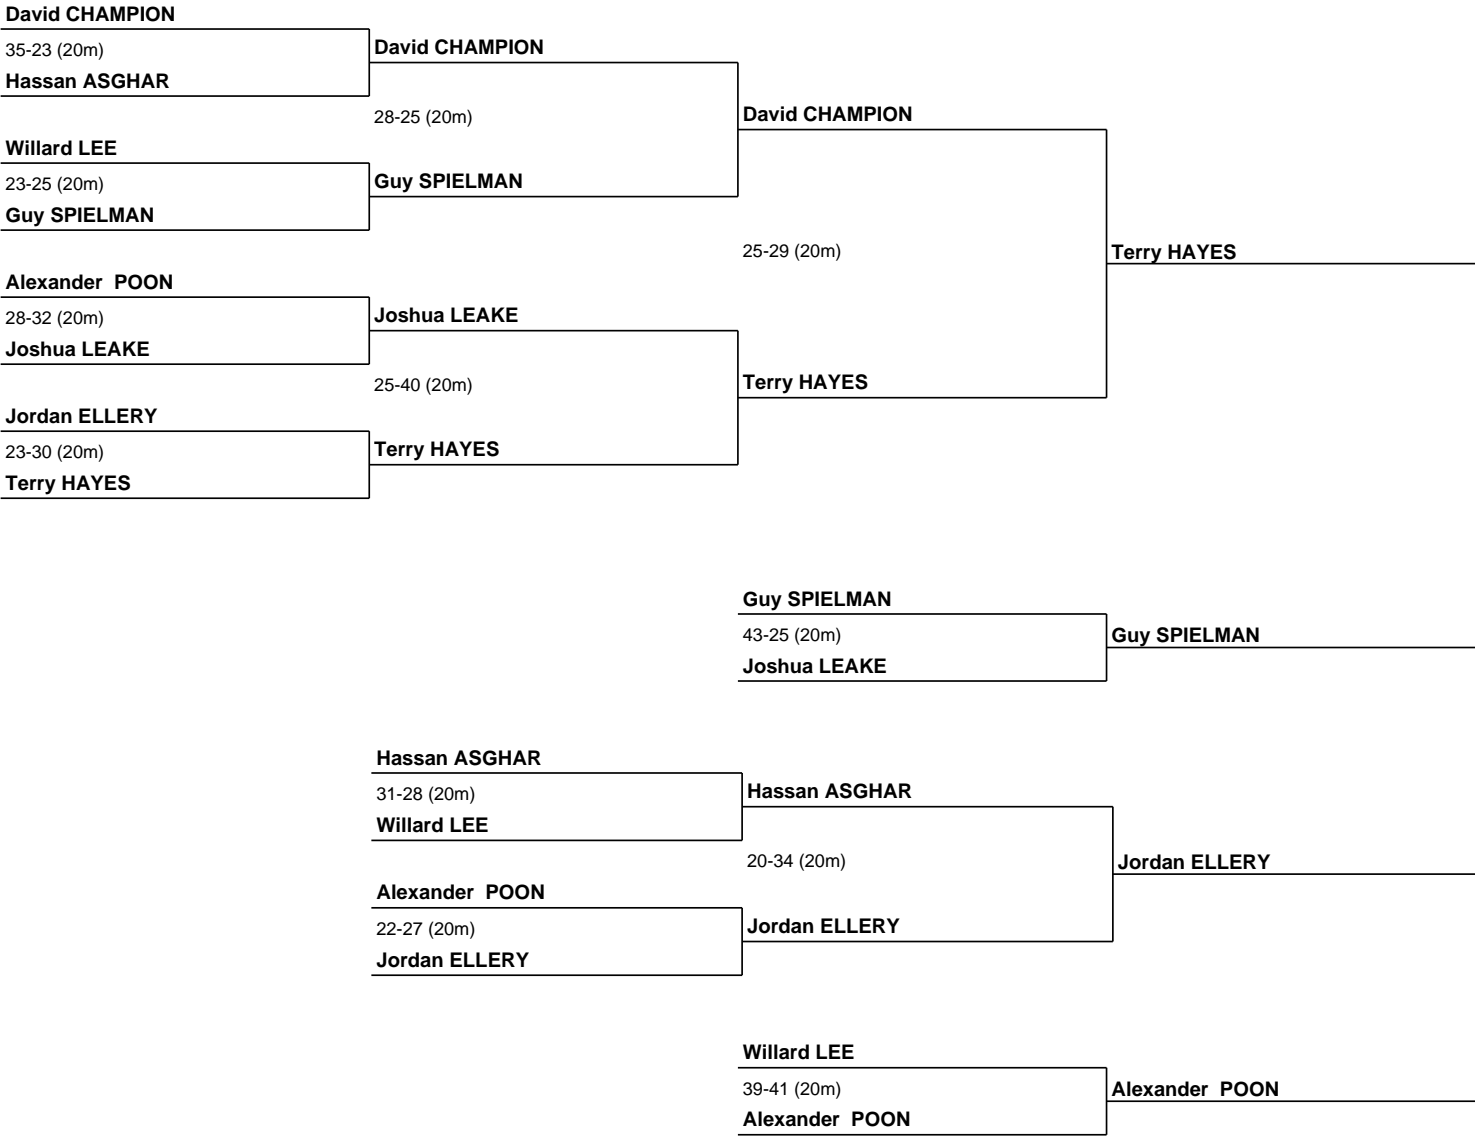 David CHAMPION
35-23 (20m)
Hassan ASGHAR
Willard LEE
23-25 (20m)
Guy SPIELMAN
Alexander  POON
28-32 (20m)
Joshua LEAKE
Jordan ELLERY
23-30 (20m)
Terry HAYES
David CHAMPION
28-25 (20m)
Guy SPIELMAN
Joshua LEAKE
25-40 (20m)
Terry HAYES
David CHAMPION
25-29 (20m)
Terry HAYES
Terry HAYES
Guy SPIELMAN
43-25 (20m)
Joshua LEAKE
Guy SPIELMAN
Hassan ASGHAR
31-28 (20m)
Willard LEE
Alexander  POON
22-27 (20m)
Jordan ELLERY
Hassan ASGHAR
20-34 (20m)
Jordan ELLERY
Jordan ELLERY
Willard LEE
39-41 (20m)
Alexander  POON
Alexander  POON